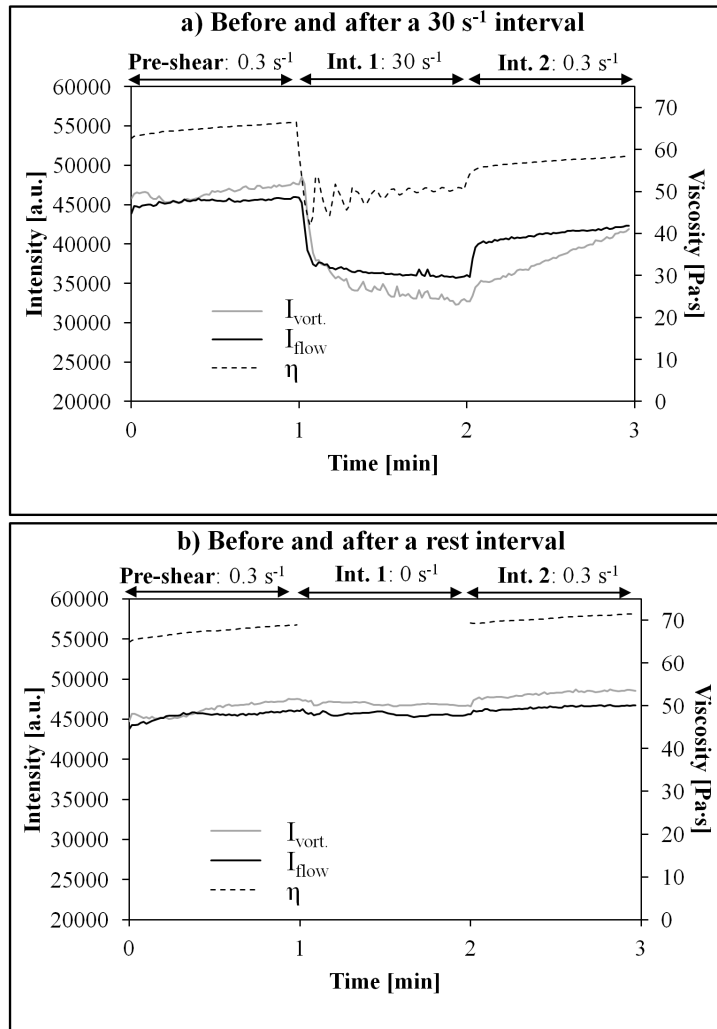 a) Before and after a 30 s⁻¹ interval
Pre-shear: 0.3 s⁻¹ Int. 1: 30 s⁻¹ Int. 2: 0.3 s⁻¹
60000
55000
50000
45000
40000
35000
30000
25000
20000
Intensity [a.u.]
70
60
50
40
30
20
10
0
Viscosity [Pa·s]
I_vort.
I_flow
η
0 1 2 3
Time [min]
b) Before and after a rest interval
Pre-shear: 0.3 s⁻¹ Int. 1: 0 s⁻¹ Int. 2: 0.3 s⁻¹
60000
55000
50000
45000
40000
35000
30000
25000
20000
Intensity [a.u.]
70
60
50
40
30
20
10
0
Viscosity [Pa·s]
I_vort.
I_flow
η
0 1 2 3
Time [min]